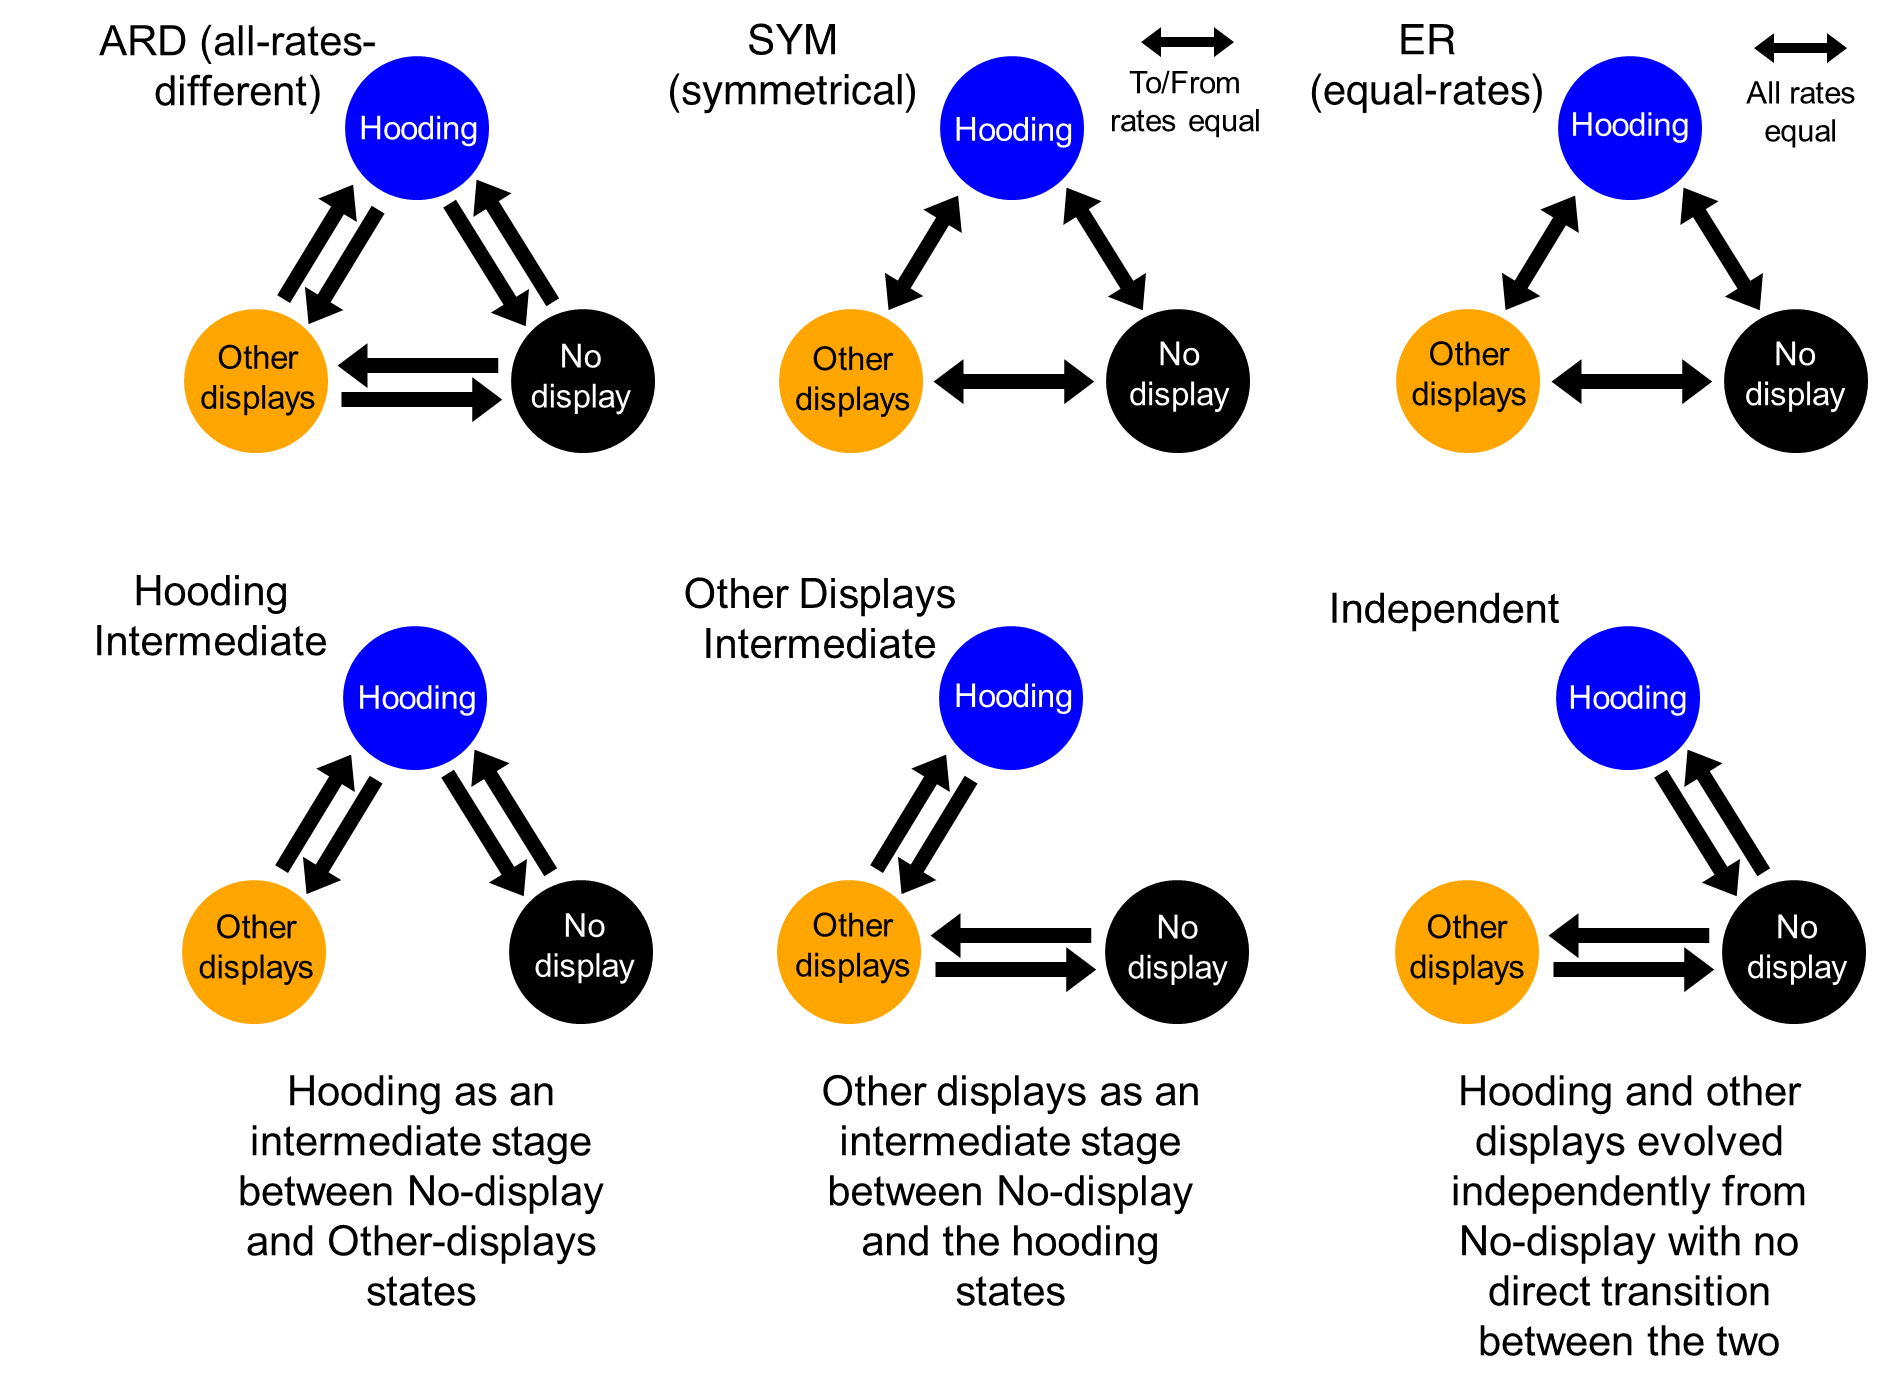 ARD (all-rates-
different)
Hooding
Other
displays
No
display
SYM
(symmetrical)
To/From
rates equal
Hooding
Other
displays
No
display
ER
(equal-rates)
All rates
equal
Hooding
Other
displays
No
display
Hooding
Intermediate
Hooding
Other
displays
No
display
Hooding as an
intermediate stage
between No-display
and Other-displays
states
Other Displays
Intermediate
Hooding
Other
displays
No
display
Other displays as an
intermediate stage
between No-display
and the hooding
states
Independent
Hooding
Other
displays
No
display
Hooding and other
displays evolved
independently from
No-display with no
direct transition
between the two